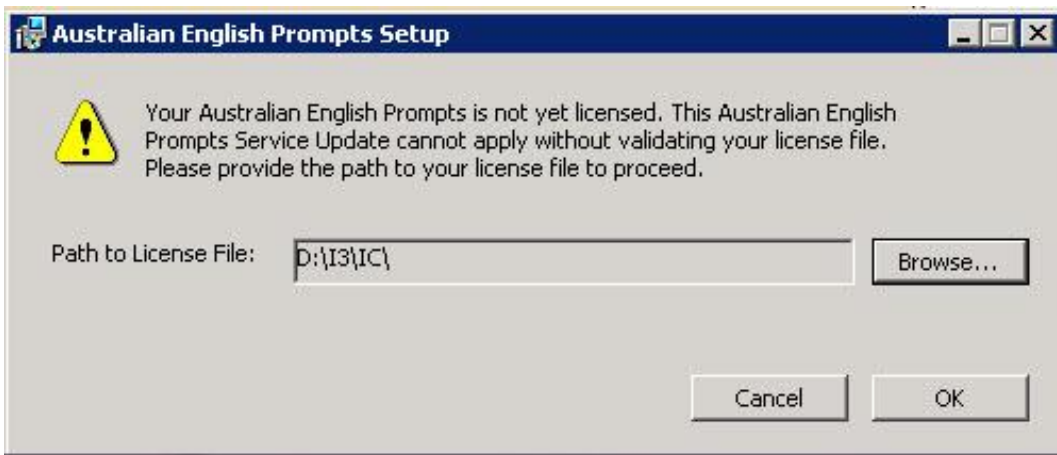 Australian English Prompts Setup
Your Australian English Prompts is not yet licensed. This Australian English
Prompts Service Update cannot apply without validating your license file.
Please provide the path to your license file to proceed.
Path to License File: D:\I3\IC\ Browse...
Cancel OK